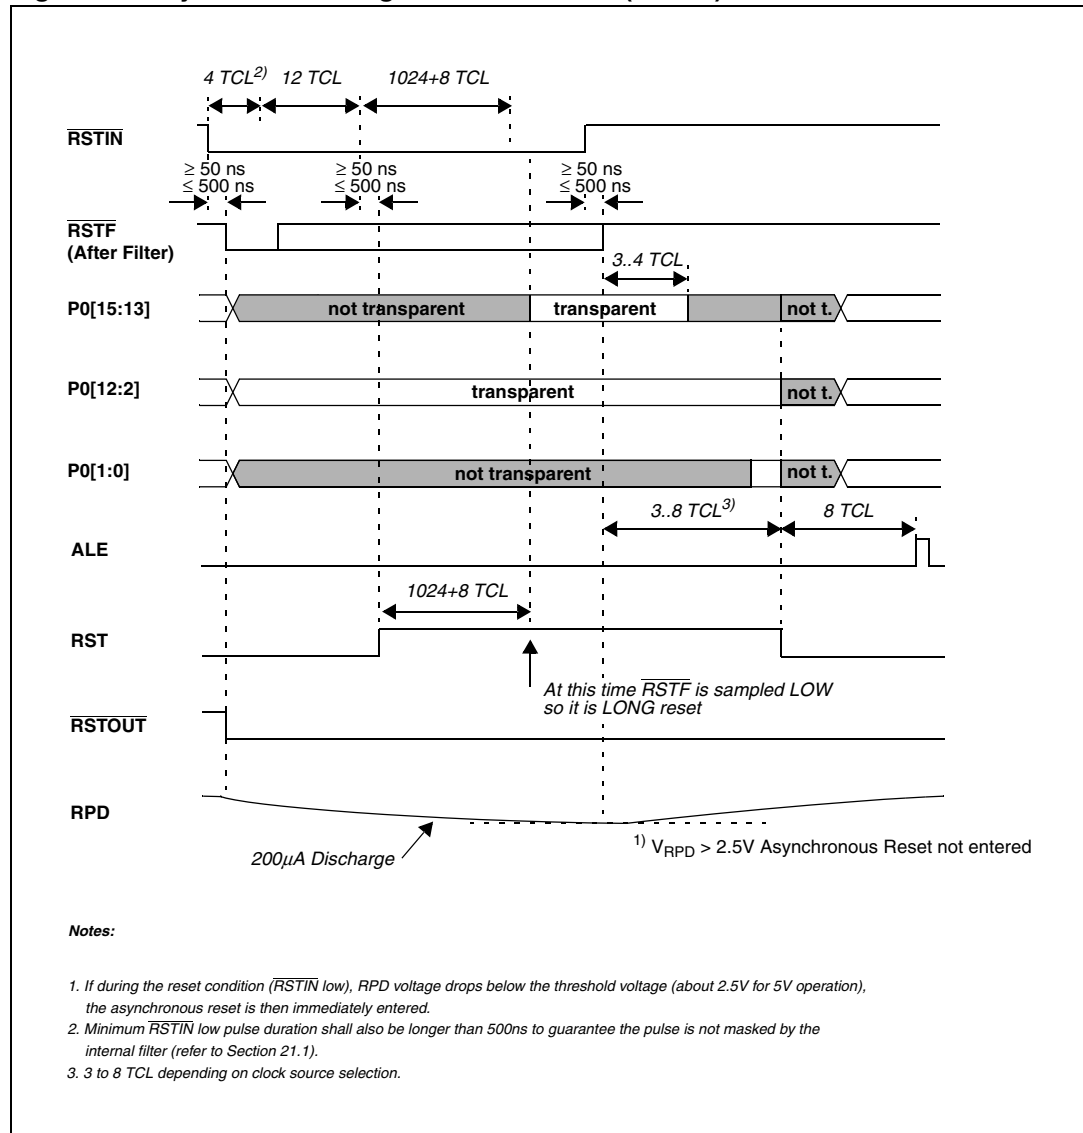 4 TCL2) 12 TCL 1024+8 TCL
RSTIN
≥ 50 ns ≥ 50 ns ≥ 50 ns
≤ 500 ns ≤ 500 ns ≤ 500 ns
RSTF
(After Filter)
3..4 TCL
P0[15:13] not transparent transparent not t.
P0[12:2] transparent not t.
P0[1:0] not transparent not t.
3..8 TCL3) 8 TCL
ALE
1024+8 TCL
RST
At this time RSTF is sampled LOW
so it is LONG reset
RSTOUT
RPD
1) VRPD > 2.5V Asynchronous Reset not entered
200μA Discharge
Notes:
1. If during the reset condition (RSTIN low), RPD voltage drops below the threshold voltage (about 2.5V for 5V operation),
the asynchronous reset is then immediately entered.
2. Minimum RSTIN low pulse duration shall also be longer than 500ns to guarantee the pulse is not masked by the
internal filter (refer to Section 21.1).
3. 3 to 8 TCL depending on clock source selection.